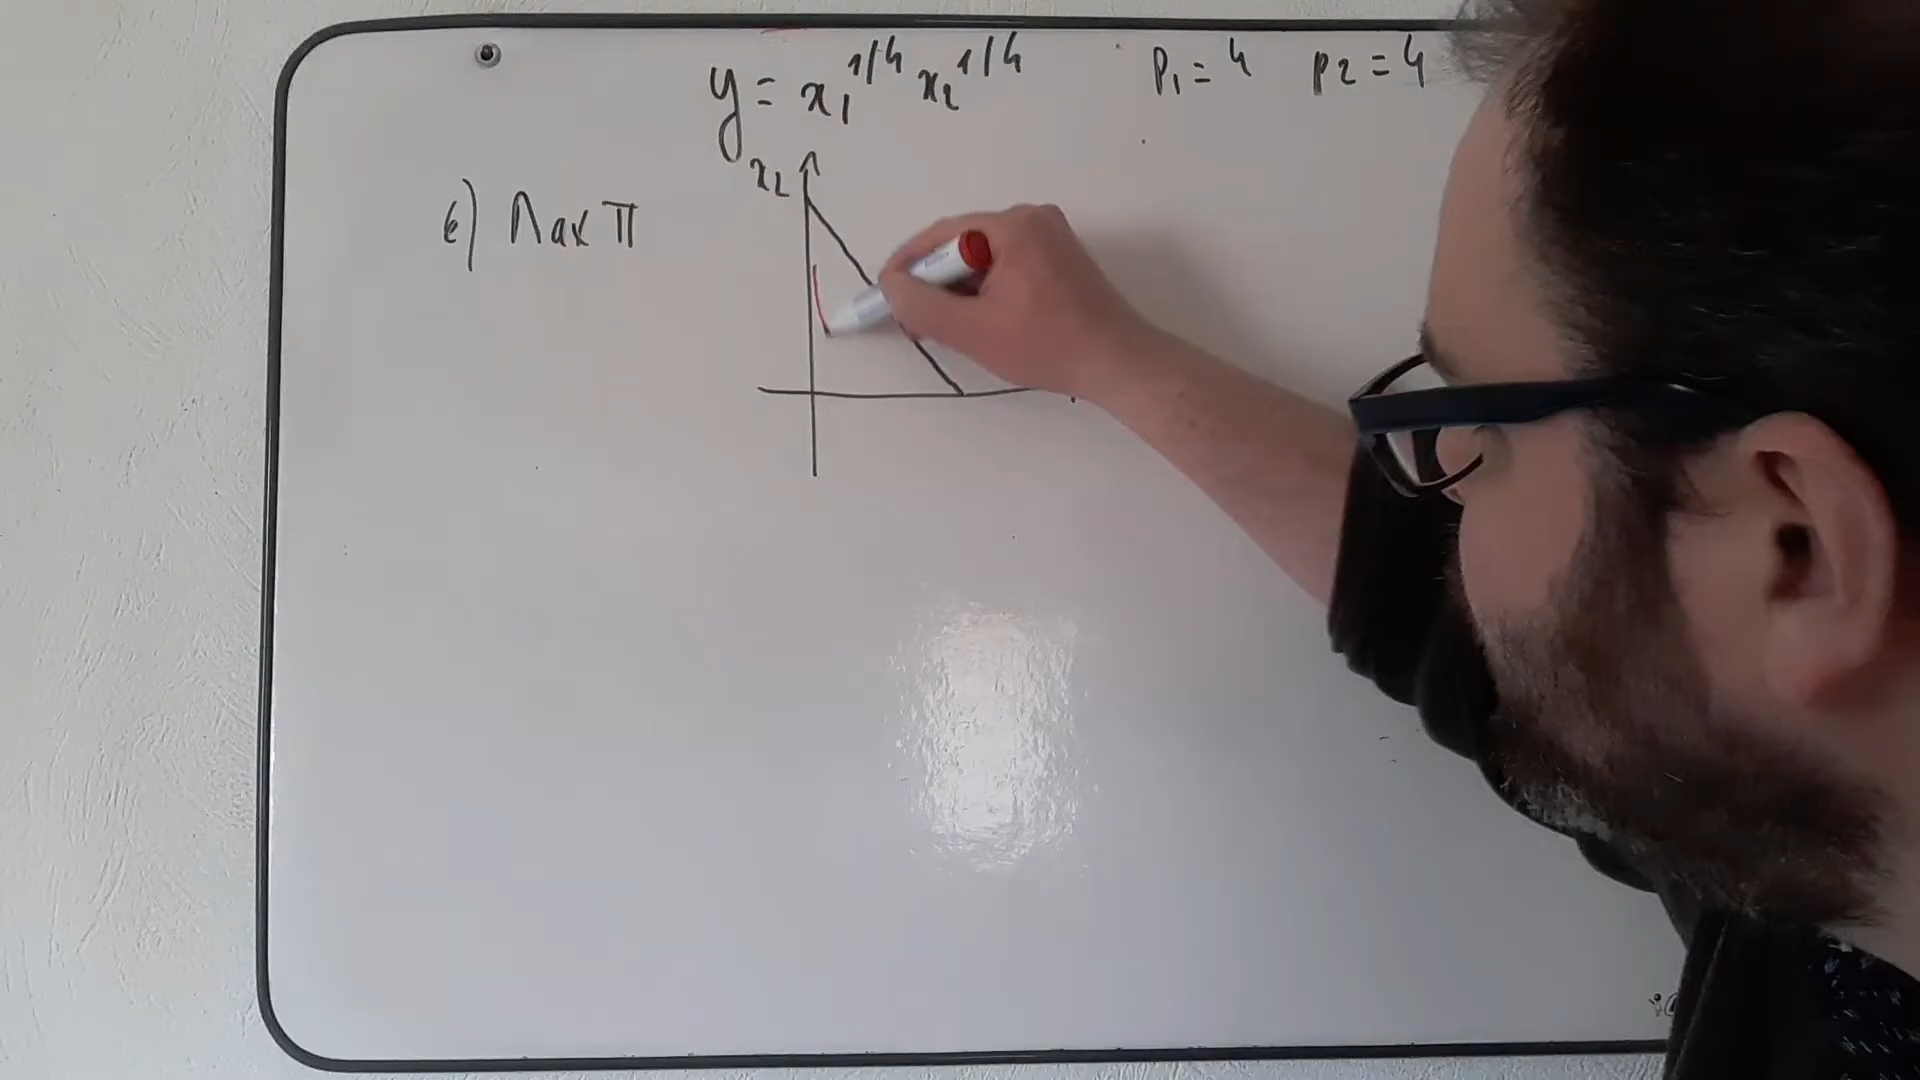 y = x₁^1/4 x₂^1/4 p₁ = 4 p2 = 4
x₂
e) Max π